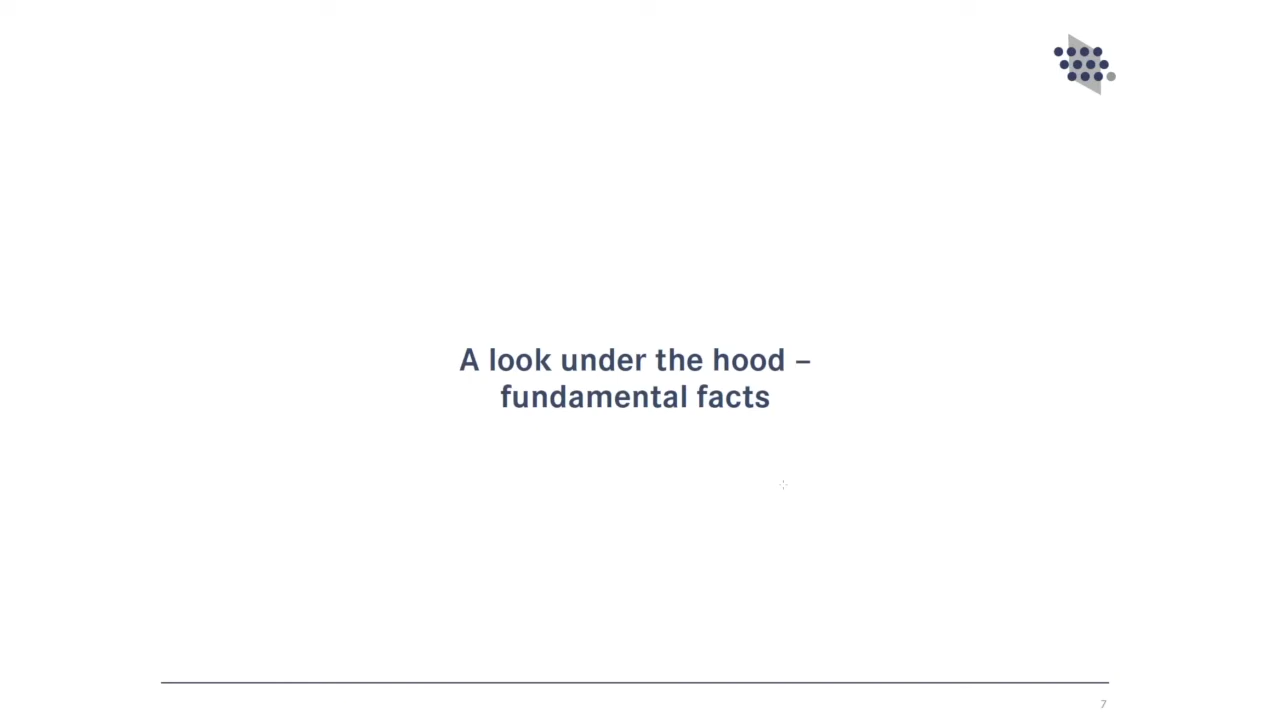 A look under the hood –
fundamental facts
7